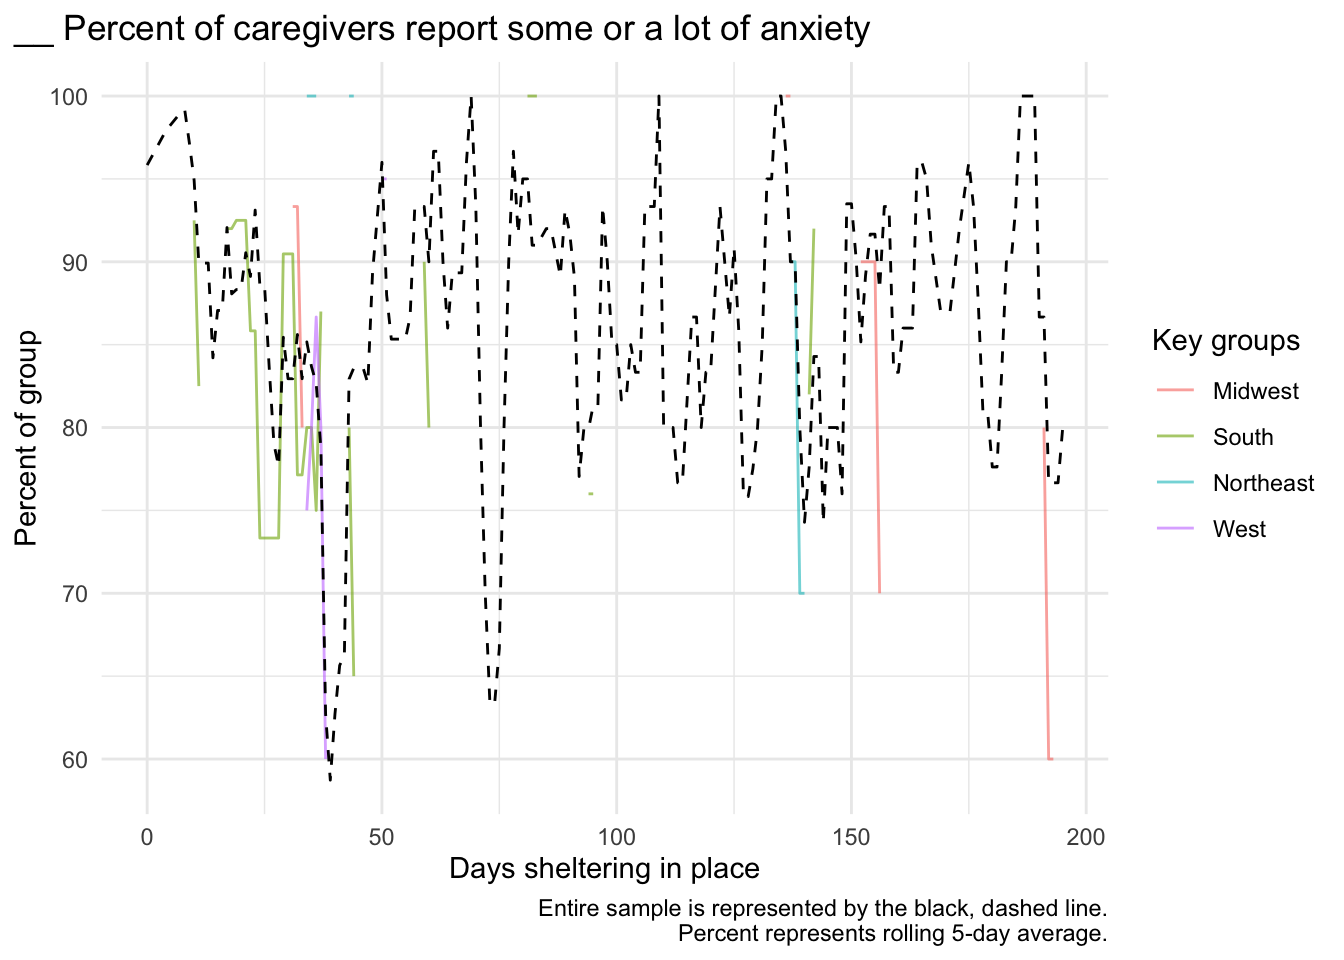 __ Percent of caregivers report some or a lot of anxiety
100
90
80
70
60
Percent of group
0 50 100 150 200
Days sheltering in place
Key groups
Midwest
South
Northeast
West
Entire sample is represented by the black, dashed line.
Percent represents rolling 5-day average.